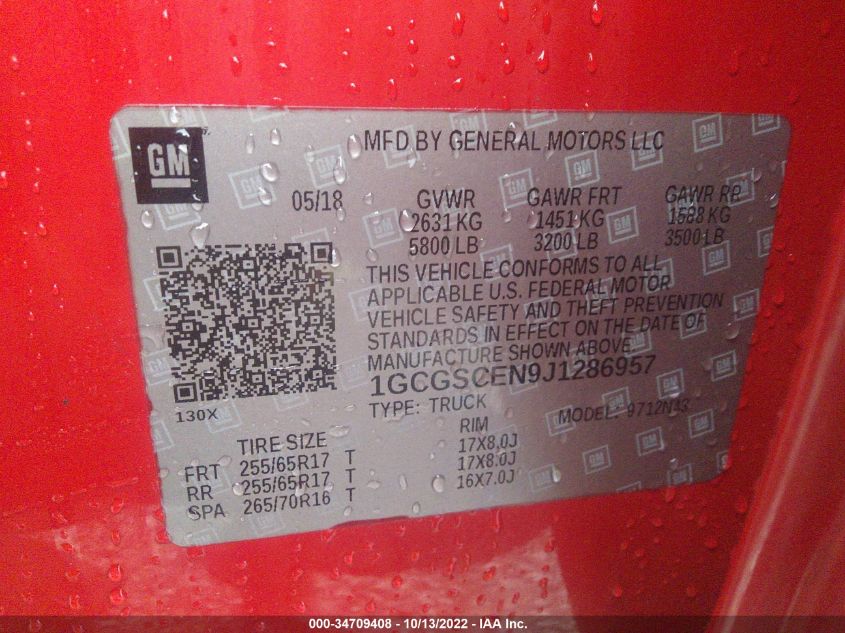 GM
MFD BY GENERAL MOTORS LLC
05/18 GVWR GAWR FRT GAWR RR
2631 KG 1451 KG 1588 KG
5800 LB 3200 LB 3500 LB
THIS VEHICLE CONFORMS TO ALL
APPLICABLE U.S. FEDERAL MOTOR
VEHICLE SAFETY AND THEFT PREVENTION
STANDARDS IN EFFECT ON THE DATE OF
MANUFACTURE SHOWN ABOVE
1GCGSCEN9J1286957
130X
TYPE: TRUCK MODEL: 9712N43
TIRE SIZE RIM
FRT 255/65R17 T 17X8.0J
RR 255/65R17 T 17X8.0J
SPA 265/70R16 T 16X7.0J
000-34709408 - 10/13/2022 - IAA Inc.